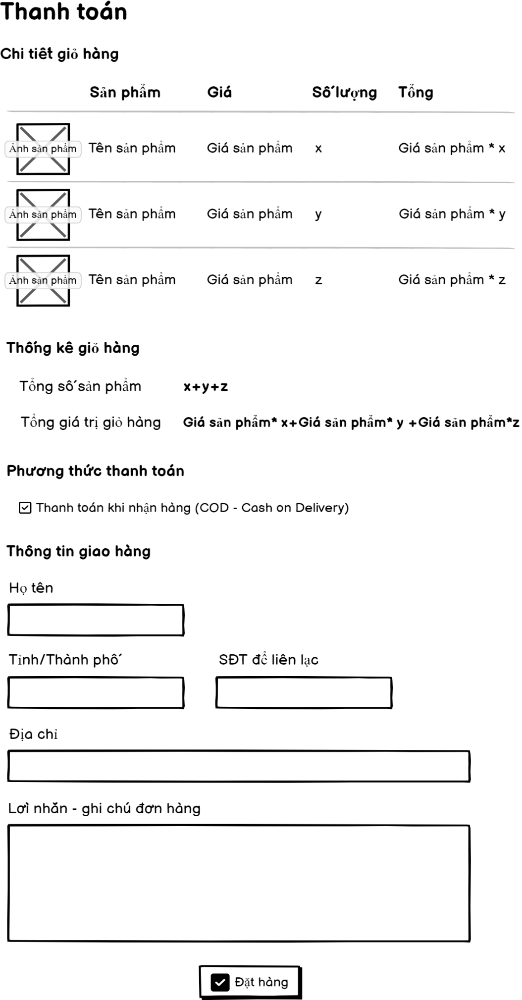 Thanh toán
Chi tiết giỏ hàng
Sản phẩm Giá Số lượng Tổng
Ảnh sản phẩm Tên sản phẩm Giá sản phẩm x Giá sản phẩm * x
Ảnh sản phẩm Tên sản phẩm Giá sản phẩm y Giá sản phẩm * y
Ảnh sản phẩm Tên sản phẩm Giá sản phẩm z Giá sản phẩm * z
Thống kê giỏ hàng
Tổng số sản phẩm x+y+z
Tổng giá trị giỏ hàng Giá sản phẩm* x+Giá sản phẩm* y +Giá sản phẩm*z
Phương thức thanh toán
Thanh toán khi nhận hàng (COD - Cash on Delivery)
Thông tin giao hàng
Họ tên
Tỉnh/Thành phố SĐT để liên lạc
Địa chỉ
Lời nhắn - ghi chú đơn hàng
Đặt hàng